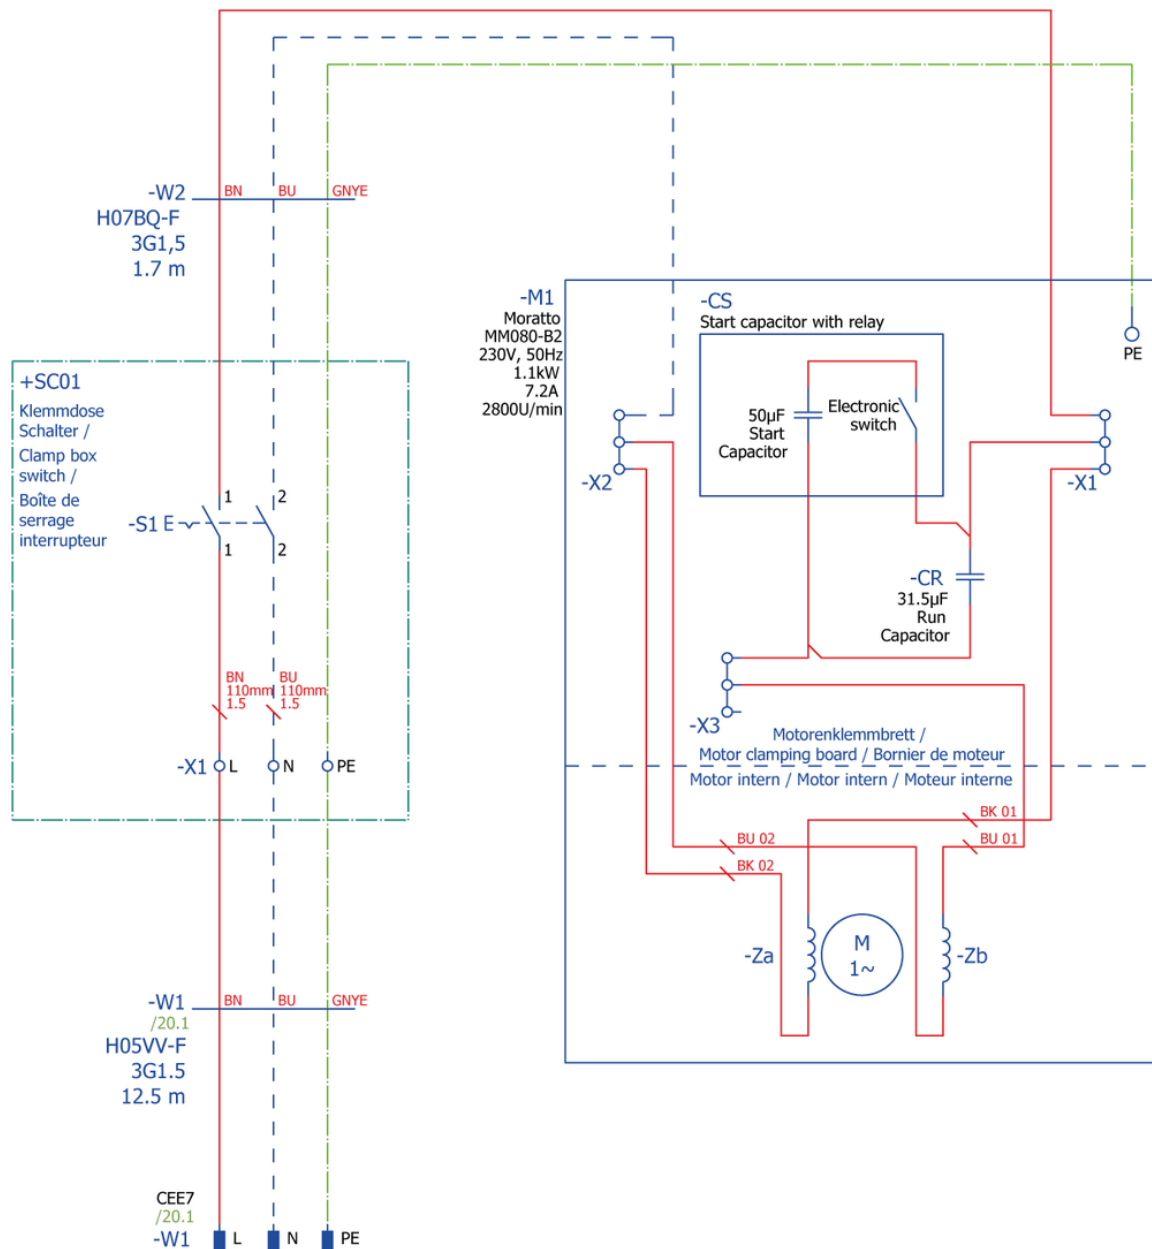 -W2
BN
BU
GNYE
H07BQ-F
3G1,5
1.7 m
-M1
Moratto
MM080-B2
230V, 50Hz
1.1kW
7.2A
2800U/min
-CS
Start capacitor with relay
50µF
Start
Capacitor
Electronic
switch
PE
-X2
-X1
-CR
31.5µF
Run
Capacitor
-X3
Motorenklemmbrett /
Motor clamping board / Bornier de moteur
Motor intern / Motor intern / Moteur interne
BK 01
BU 01
BU 02
BK 02
-Za
M
1~
-Zb
+SC01
Klemmdose
Schalter /
Clamp box
switch /
Boîte de
serrage
interrupteur
1
2
-S1
1
2
BN
110mm
1.5
BU
110mm
1.5
-X1
L
N
PE
-W1
BN
BU
GNYE
/20.1
H05VV-F
3G1.5
12.5 m
CEE7
/20.1
-W1
L
N
PE